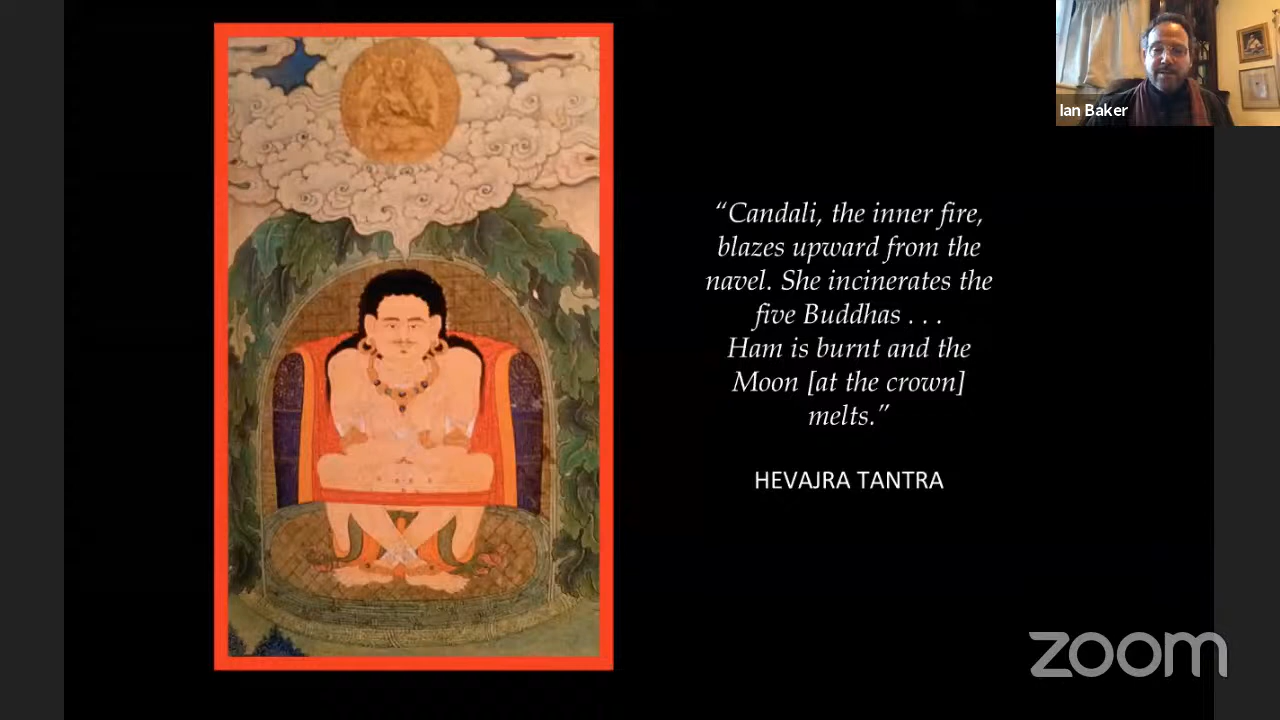 Ian Baker
“Candali, the inner fire,
blazes upward from the
navel. She incinerates the
five Buddhas . . .
Ham is burnt and the
Moon [at the crown]
melts.”
HEVAJRA TANTRA
zoom